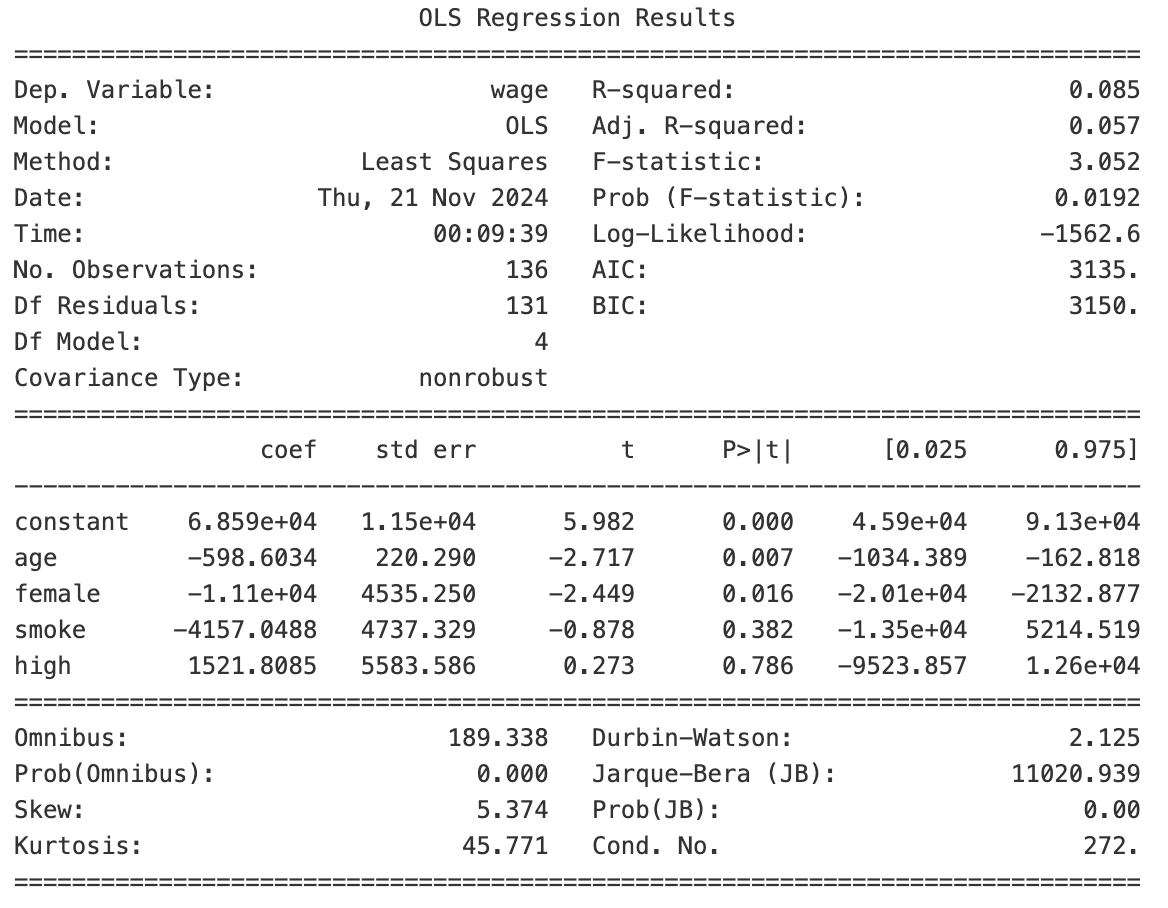 OLS Regression Results
==============================================================================
Dep. Variable: wage R-squared: 0.085
Model: OLS Adj. R-squared: 0.057
Method: Least Squares F-statistic: 3.052
Date: Thu, 21 Nov 2024 Prob (F-statistic): 0.0192
Time: 00:09:39 Log-Likelihood: -1562.6
No. Observations: 136 AIC: 3135.
Df Residuals: 131 BIC: 3150.
Df Model: 4
Covariance Type: nonrobust
==============================================================================
coef std err t P>|t| [0.025 0.975]
------------------------------------------------------------------------------
constant 6.859e+04 1.15e+04 5.982 0.000 4.59e+04 9.13e+04
age -598.6034 220.290 -2.717 0.007 -1034.389 -162.818
female -1.11e+04 4535.250 -2.449 0.016 -2.01e+04 -2132.877
smoke -4157.0488 4737.329 -0.878 0.382 -1.35e+04 5214.519
high 1521.8085 5583.586 0.273 0.786 -9523.857 1.26e+04
==============================================================================
Omnibus: 189.338 Durbin-Watson: 2.125
Prob(Omnibus): 0.000 Jarque-Bera (JB): 11020.939
Skew: 5.374 Prob(JB): 0.00
Kurtosis: 45.771 Cond. No. 272.
==============================================================================